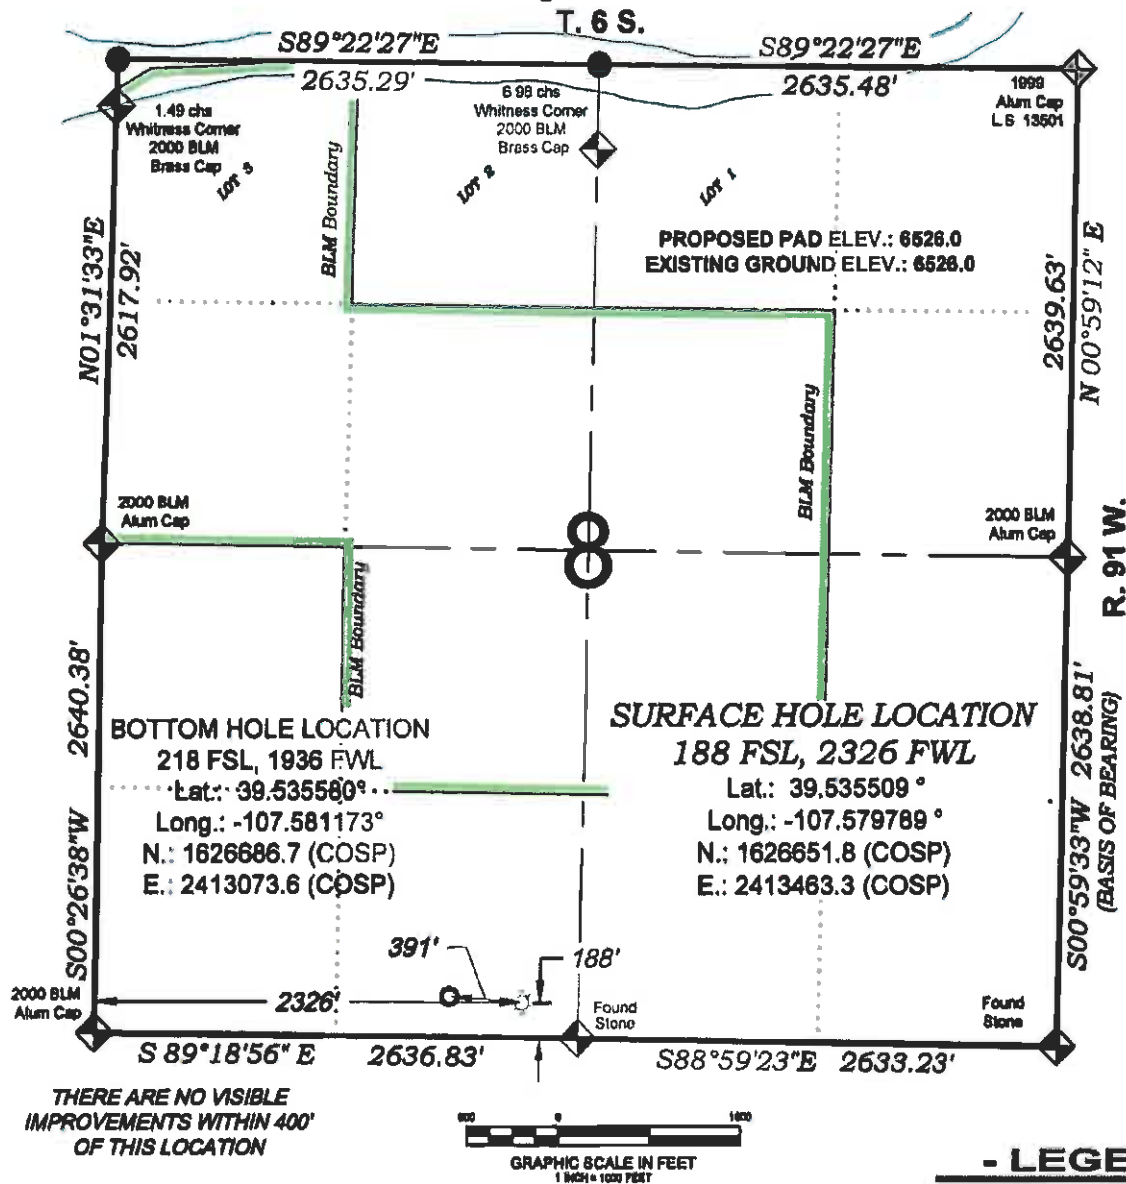 T. 6 S.
S89°22'27"E
2635.29'
S89°22'27"E
2635.48'
1.49 chs
Whitness Corner
2000 BLM
Brass Cap
6.98 chs
Whitness Corner
2000 BLM
Brass Cap
1999
Alum Cap
L.S. 13501
LOT 3
LOT 2
LOT 1
BLM Boundary
PROPOSED PAD ELEV.: 6526.0
EXISTING GROUND ELEV.: 6526.0
N01°31'33"E
2617.92'
2639.63'
N 00°59'12" E
BLM Boundary
2000 BLM
Alum Cap
8
2000 BLM
Alum Cap
R. 91 W.
BLM Boundary
2640.38'
S00°26'38"W
BOTTOM HOLE LOCATION
218 FSL, 1936 FWL
Lat.: 39.535580°
Long.: -107.581173°
N.: 1626686.7 (COSP)
E.: 2413073.6 (COSP)
SURFACE HOLE LOCATION
188 FSL, 2326 FWL
Lat.: 39.535509 °
Long.: -107.579789 °
N.: 1626651.8 (COSP)
E.: 2413463.3 (COSP)
S00°59'33"W 2638.81'
(BASIS OF BEARING)
391'
188'
2326'
2000 BLM
Alum Cap
Found
Stone
Found
Stone
S 89°18'56" E 2636.83'
S88°59'23"E 2633.23'
THERE ARE NO VISIBLE
IMPROVEMENTS WITHIN 400'
OF THIS LOCATION
0
GRAPHIC SCALE IN FEET
1 INCH = 1000 FEET
- LEGE